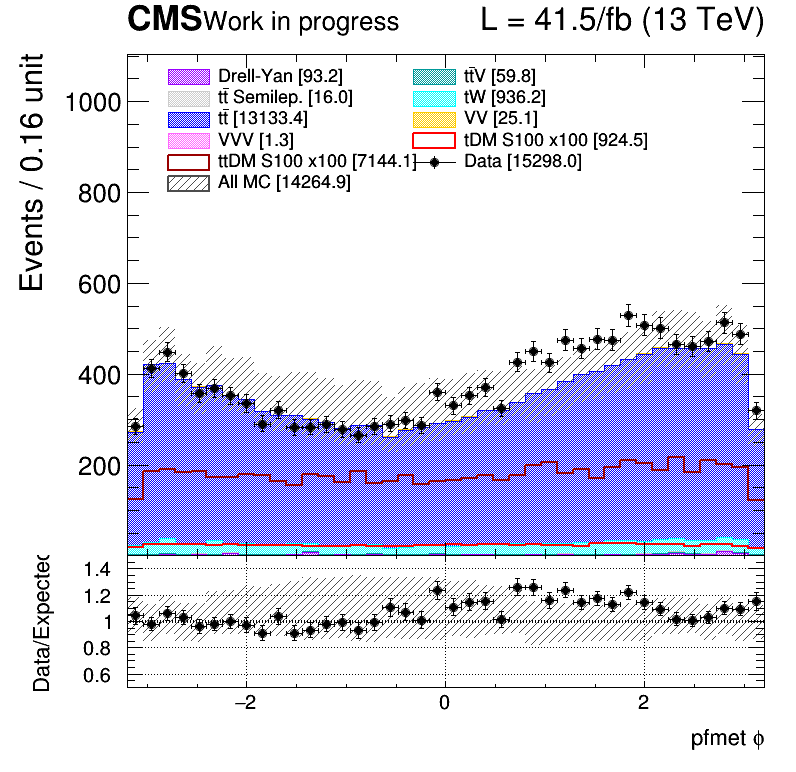 CMS Work in progress L = 41.5/fb (13 TeV)
Events / 0.16 unit
Drell-Yan [93.2] tt̄V [59.8]
tt̄ Semilep. [16.0] tW [936.2]
tt̄ [13133.4] VV [25.1]
VVV [1.3] tDM S100 x100 [924.5]
ttDM S100 x100 [7144.1] Data [15298.0]
All MC [14264.9]
1000
800
600
400
200
Data/Expected
1.4
1.2
1
0.8
0.6
−2 0 2
pfmet ϕ